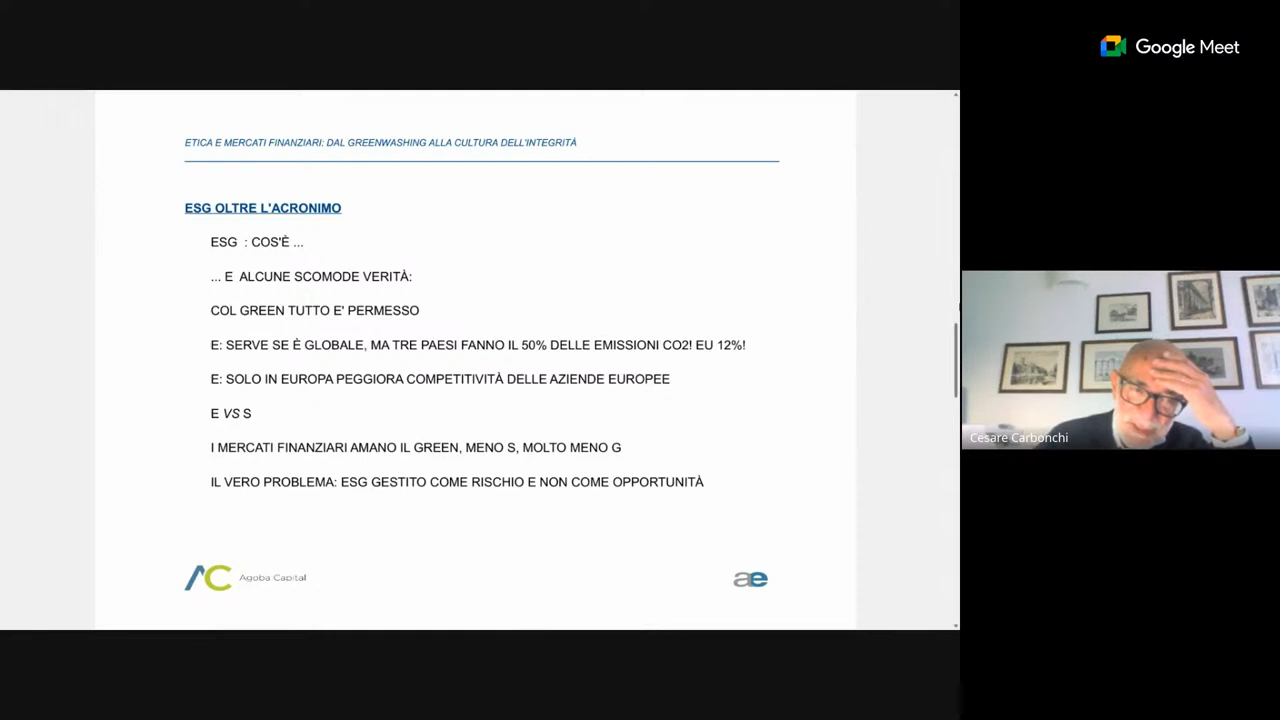 Google Meet
ETICA E MERCATI FINANZIARI: DAL GREENWASHING ALLA CULTURA DELL'INTEGRITÀ
ESG OLTRE L'ACRONIMO
ESG : COS'È ...
... E ALCUNE SCOMODE VERITÀ:
COL GREEN TUTTO E' PERMESSO
E: SERVE SE È GLOBALE, MA TRE PAESI FANNO IL 50% DELLE EMISSIONI CO2! EU 12%!
E: SOLO IN EUROPA PEGGIORA COMPETITIVITÀ DELLE AZIENDE EUROPEE
E VS S
I MERCATI FINANZIARI AMANO IL GREEN, MENO S, MOLTO MENO G
IL VERO PROBLEMA: ESG GESTITO COME RISCHIO E NON COME OPPORTUNITÀ
AC Agoba Capital
ae
Cesare Carbonchi